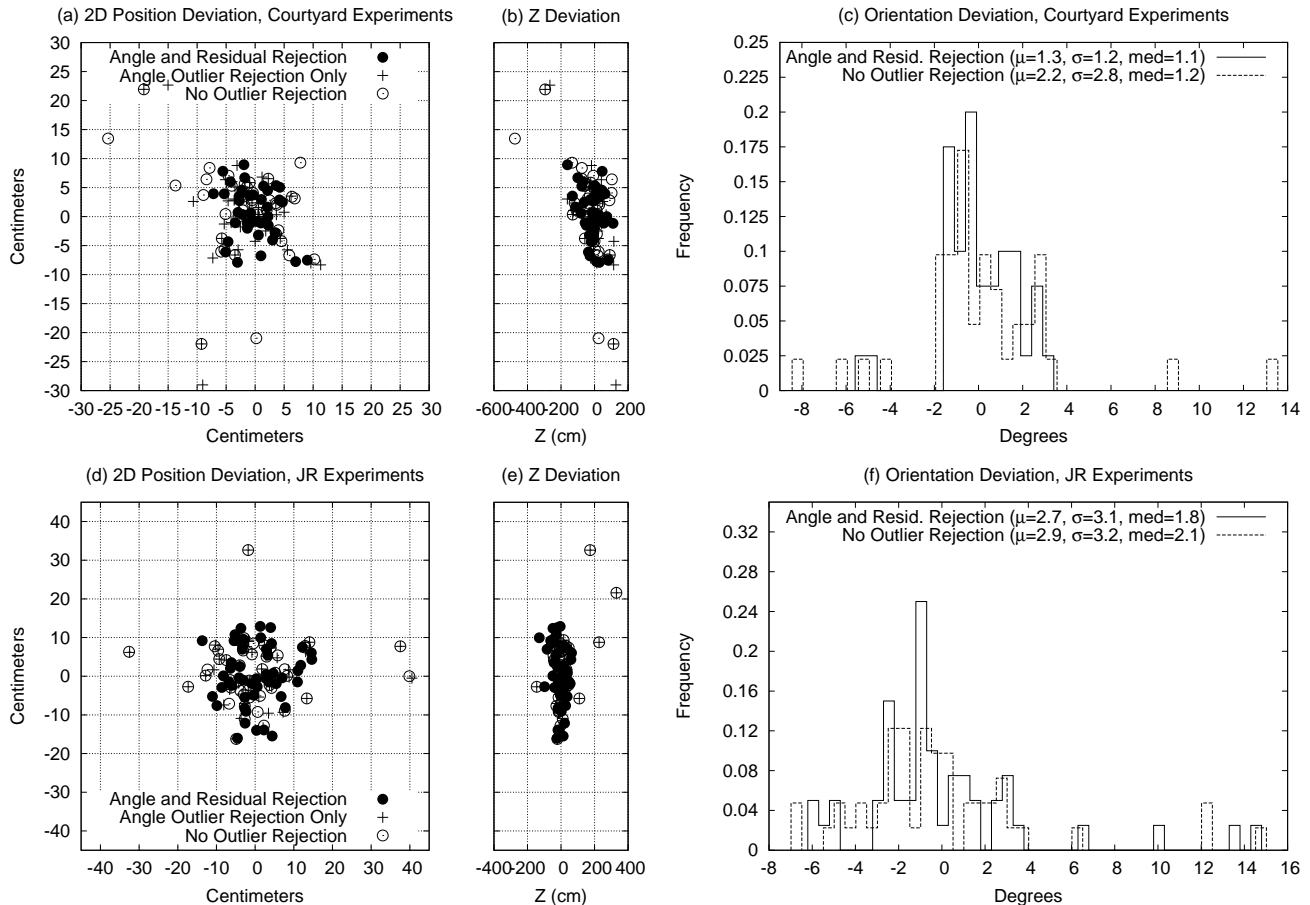 (a) 2D Position Deviation, Courtyard Experiments
30
25
20
15
10
5
0
-5
-10
-15
-20
-25
-30
Centimeters
Angle and Residual Rejection
Angle Outlier Rejection Only
No Outlier Rejection
-30 -25 -20 -15 -10 -5 0 5 10 15 20 25 30
Centimeters
(b) Z Deviation
-600 -400 -200 0 200
Z (cm)
(c) Orientation Deviation, Courtyard Experiments
0.25
0.225
0.2
0.175
0.15
0.125
0.1
0.075
0.05
0.025
0
Frequency
Angle and Resid. Rejection (μ=1.3, σ=1.2, med=1.1)
No Outlier Rejection (μ=2.2, σ=2.8, med=1.2)
-8 -6 -4 -2 0 2 4 6 8 10 12 14
Degrees
(d) 2D Position Deviation, JR Experiments
40
30
20
10
0
-10
-20
-30
-40
Centimeters
Angle and Residual Rejection
Angle Outlier Rejection Only
No Outlier Rejection
-40 -30 -20 -10 0 10 20 30 40
Centimeters
(e) Z Deviation
-400 -200 0 200 400
Z (cm)
(f) Orientation Deviation, JR Experiments
0.32
0.28
0.24
0.2
0.16
0.12
0.08
0.04
0
Frequency
Angle and Resid. Rejection (μ=2.7, σ=3.1, med=1.8)
No Outlier Rejection (μ=2.9, σ=3.2, med=2.1)
-8 -6 -4 -2 0 2 4 6 8 10 12 14 16
Degrees